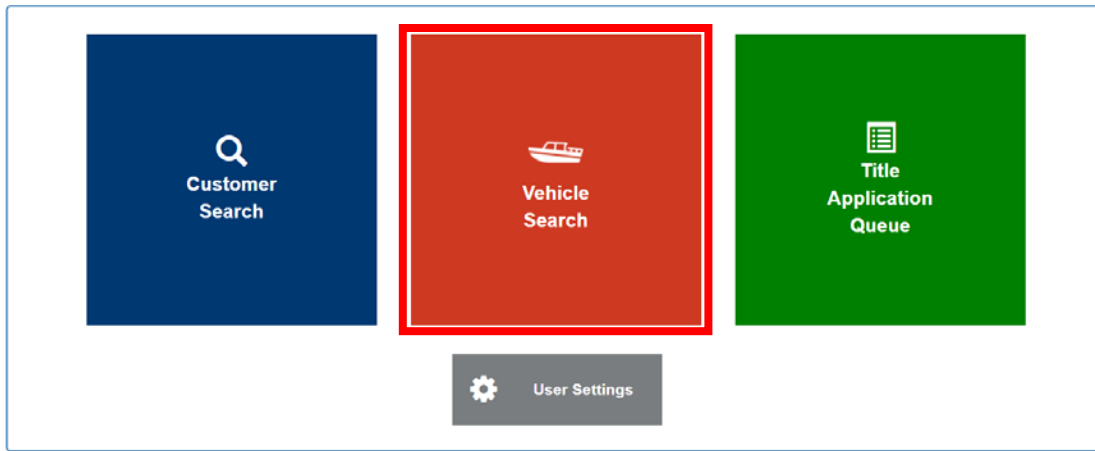 Customer
Search
Vehicle
Search
Title
Application
Queue
User Settings